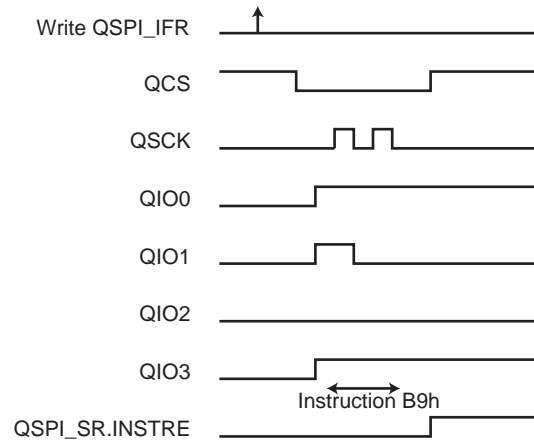 Write QSPI_IFR
QCS
QSCK
QIO0
QIO1
QIO2
QIO3
Instruction B9h
QSPI_SR.INSTRE